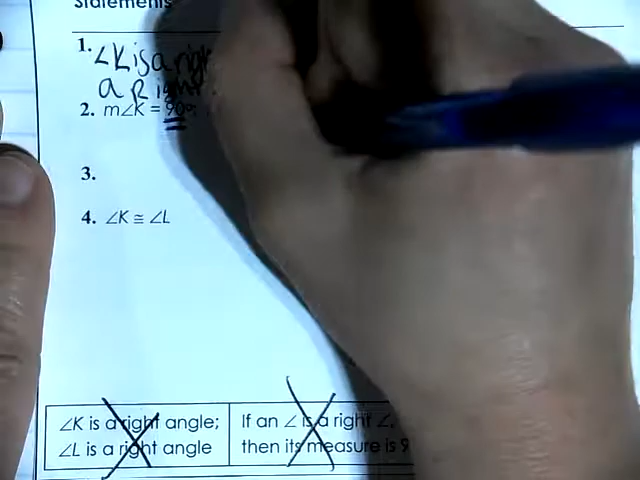 Statements
1. ∠K is a right
a Right
2. m∠K = 90°
3.
4. ∠K ≅ ∠L
∠K is a right angle;
∠L is a right angle
If an ∠ is a right ∠,
then its measure is 9